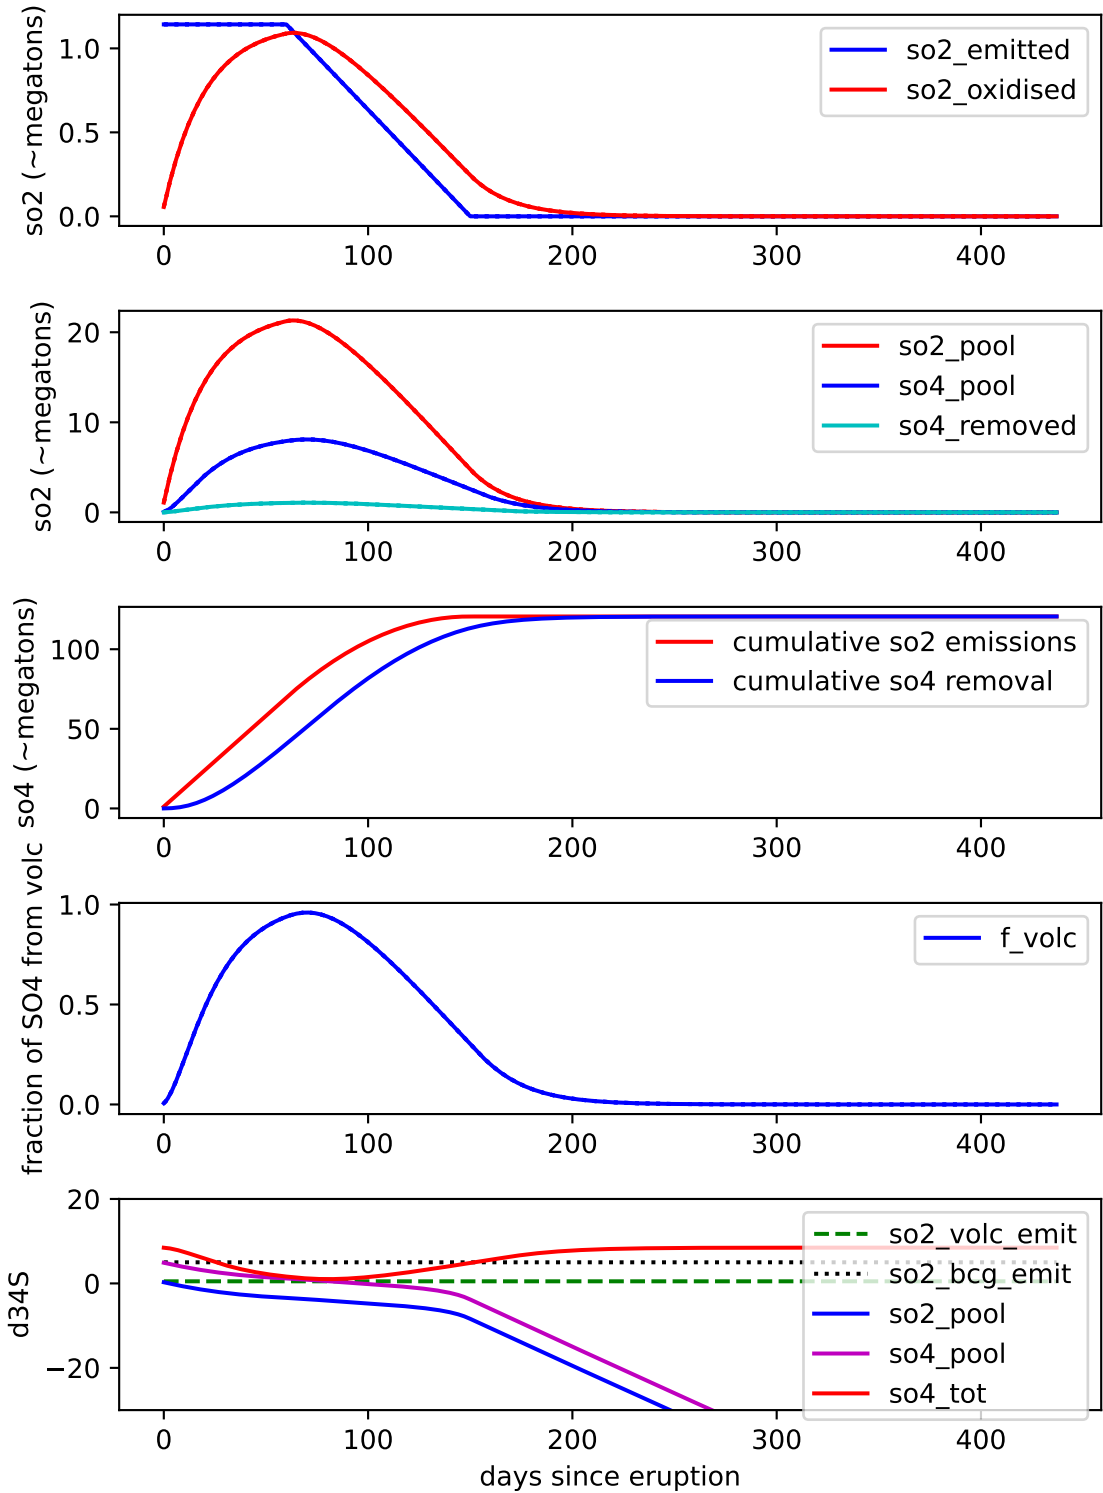 so2 (~megatons)
1.0
0.5
0.0
so2_emitted
so2_oxidised
0 100 200 300 400
so2 (~megatons)
20
10
0
so2_pool
so4_pool
so4_removed
0 100 200 300 400
so4 (~megatons)
100
50
0
cumulative so2 emissions
cumulative so4 removal
0 100 200 300 400
fraction of SO4 from volc
1.0
0.5
0.0
f_volc
0 100 200 300 400
d34S
20
0
−20
so2_volc_emit
so2_bcg_emit
so2_pool
so4_pool
so4_tot
0 100 200 300 400
days since eruption